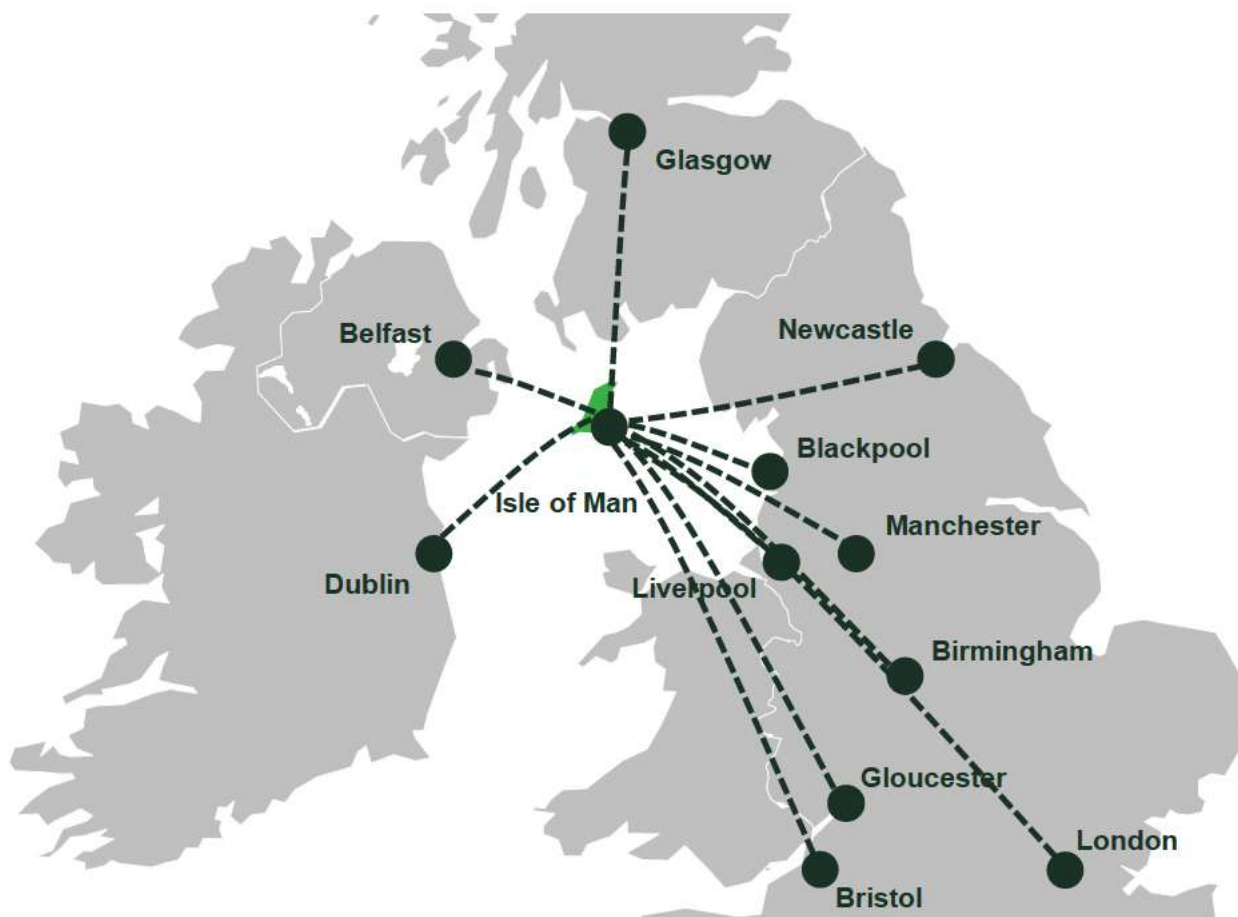 Glasgow
Belfast
Newcastle
Blackpool
Isle of Man
Manchester
Dublin
Liverpool
Birmingham
Gloucester
London
Bristol